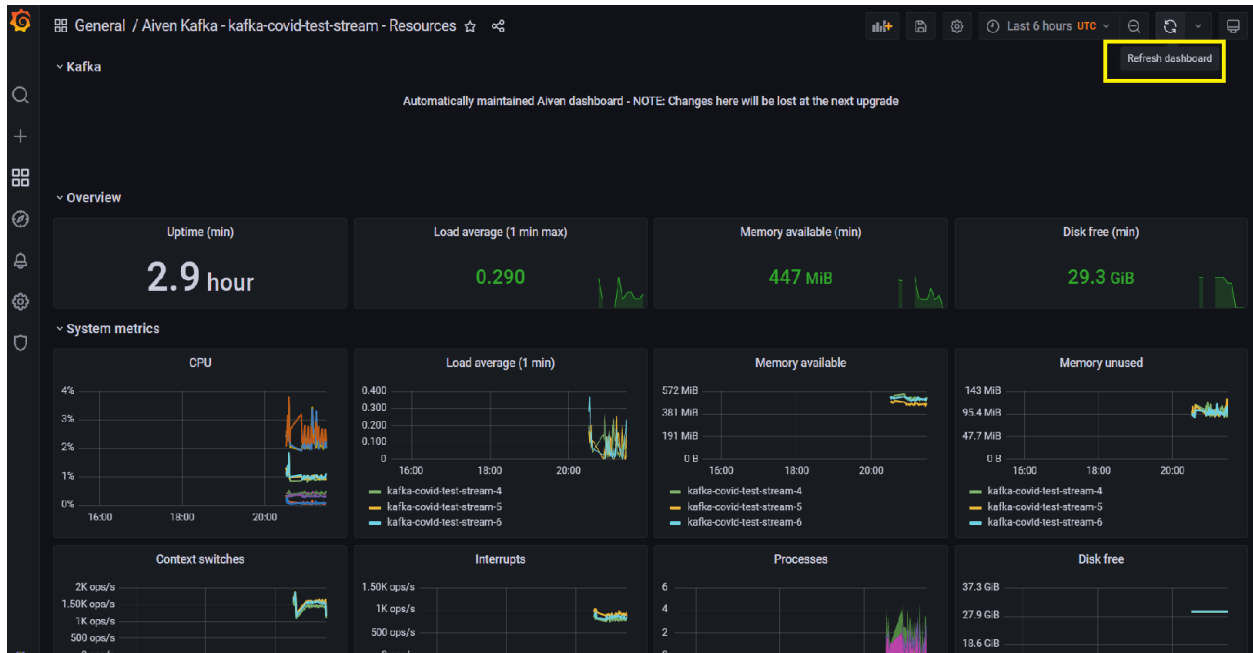 General / Aiven Kafka - kafka-covid-test-stream - Resources
Last 6 hours UTC
Refresh dashboard
Kafka
Automatically maintained Aiven dashboard - NOTE: Changes here will be lost at the next upgrade
Overview
Uptime (min)
2.9 hour
Load average (1 min max)
0.290
Memory available (min)
447 MiB
Disk free (min)
29.3 GiB
System metrics
CPU
4%
3%
2%
1%
0%
16:00 18:00 20:00
Load average (1 min)
0.400
0.300
0.200
0.100
0
16:00 18:00 20:00
kafka-covid-test-stream-4
kafka-covid-test-stream-5
kafka-covid-test-stream-6
Memory available
572 MiB
381 MiB
191 MiB
0 B
16:00 18:00 20:00
kafka-covid-test-stream-4
kafka-covid-test-stream-5
kafka-covid-test-stream-6
Memory unused
143 MiB
95.4 MiB
47.7 MiB
0 B
16:00 18:00 20:00
kafka-covid-test-stream-4
kafka-covid-test-stream-5
kafka-covid-test-stream-6
Context switches
2K ops/s
1.50K ops/s
1K ops/s
500 ops/s
Interrupts
1.50K ops/s
1K ops/s
500 ops/s
Processes
6
4
2
Disk free
37.3 GiB
27.9 GiB
18.6 GiB